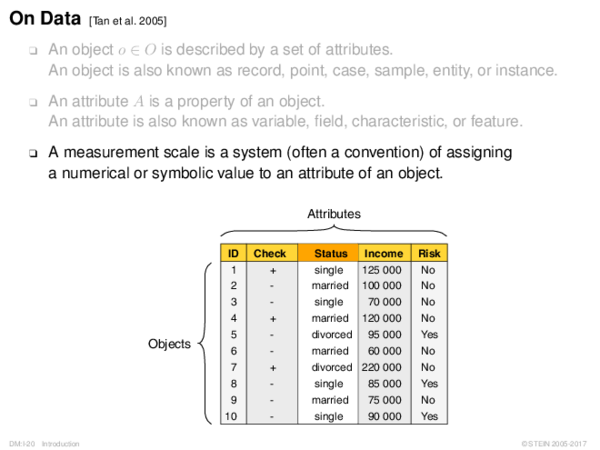 On Data [Tan et al. 2005]
❑ An object o ∈ O is described by a set of attributes.
An object is also known as record, point, case, sample, entity, or instance.
❑ An attribute A is a property of an object.
An attribute is also known as variable, field, characteristic, or feature.
❑ A measurement scale is a system (often a convention) of assigning
a numerical or symbolic value to an attribute of an object.
Attributes
ID Check Status Income Risk
1 + single 125 000 No
2 - married 100 000 No
3 - single 70 000 No
4 + married 120 000 No
5 - divorced 95 000 Yes
Objects
6 - married 60 000 No
7 + divorced 220 000 No
8 - single 85 000 Yes
9 - married 75 000 No
10 - single 90 000 Yes
DM:I-20 Introduction © STEIN 2005-2017